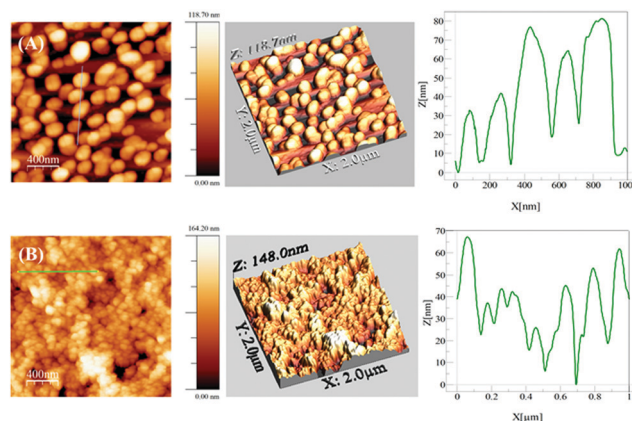 (A)
400nm
118.70 nm
0.00 nm
Z: 118.7nm
Y: 2.0µm
X: 2.0µm
80
70
60
50
40
30
20
10
0
Z[nm]
0 200 400 600 800 1000
X[nm]
(B)
400nm
164.20 nm
0.00 nm
Z: 148.0nm
Y: 2.0µm
X: 2.0µm
70
60
50
40
30
20
10
0
Z[nm]
0 0.2 0.4 0.6 0.8 1
X[µm]